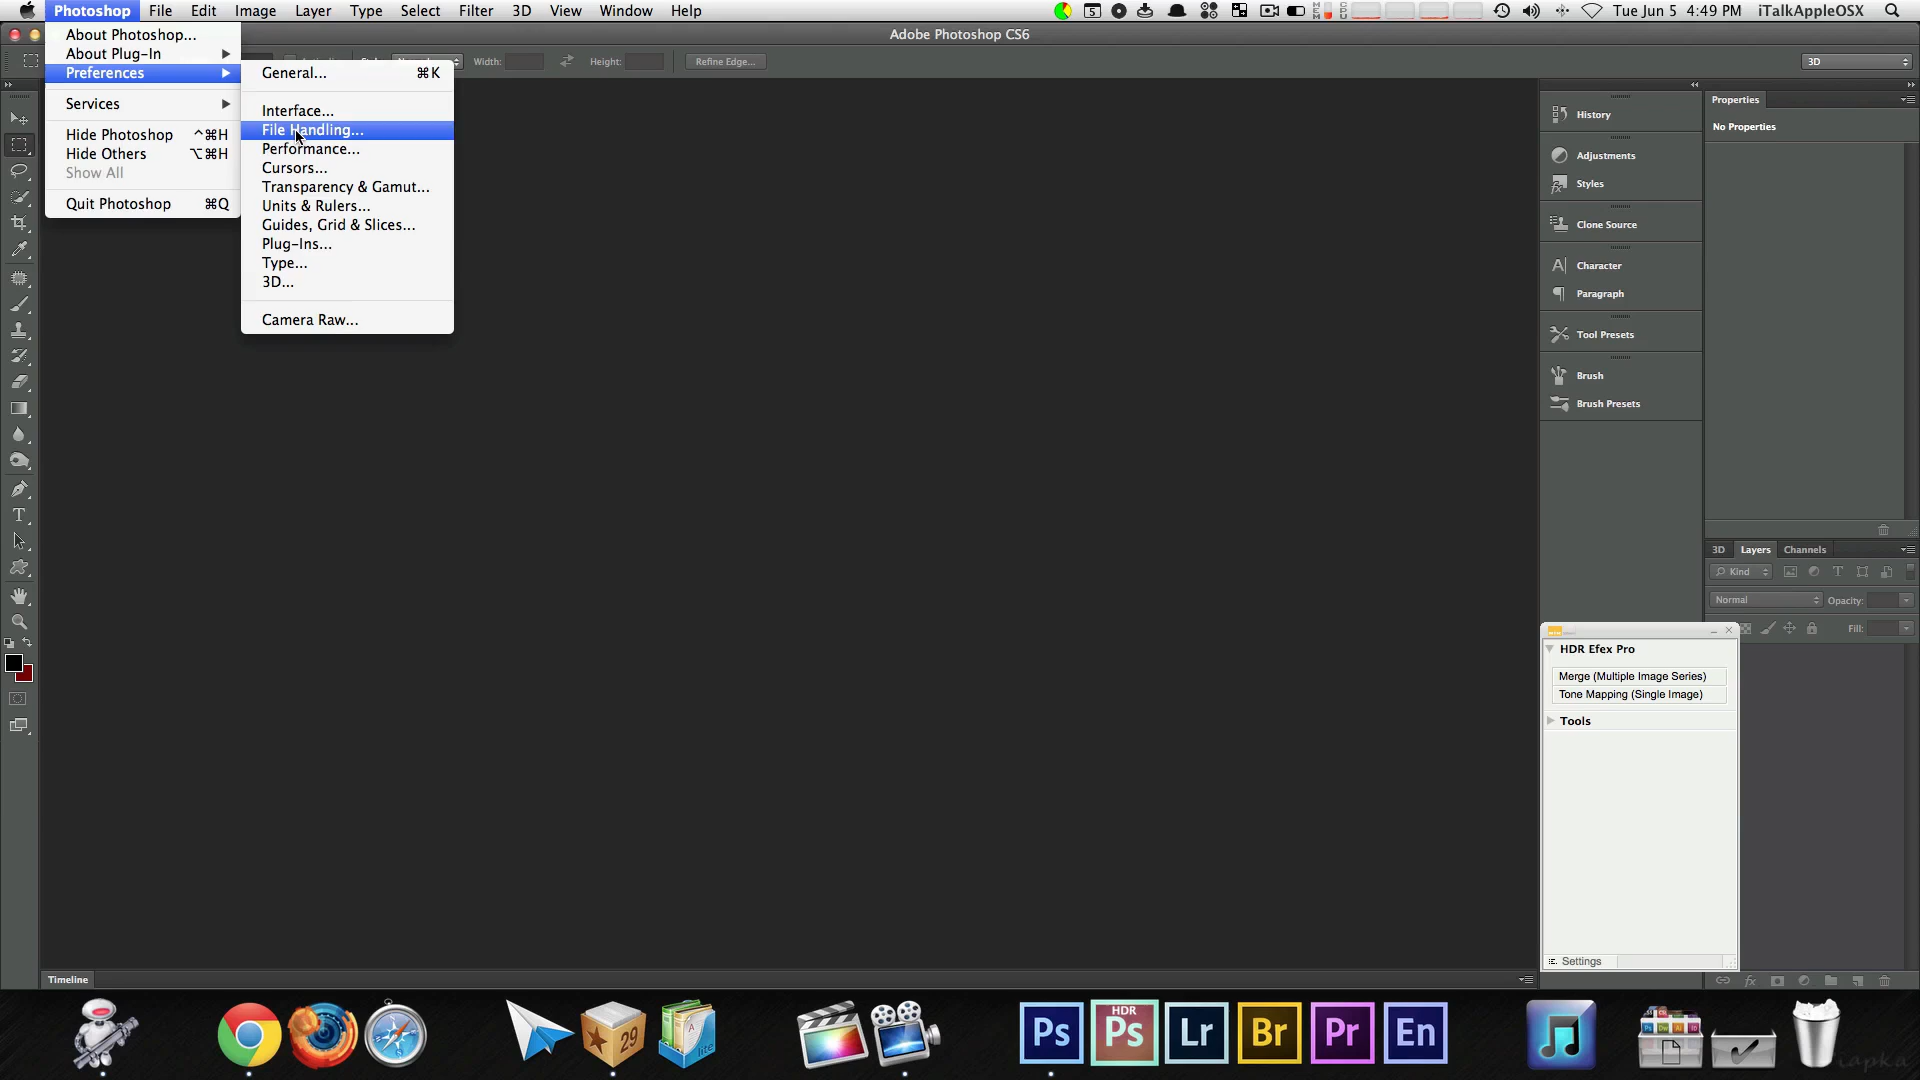 Photoshop File Edit Image Layer Type Select Filter 3D View Window Help Tue Jun 5 4:49 PM iTalkAppleOSX
Adobe Photoshop CS6
About Photoshop...
About Plug-In
Preferences
Services
Hide Photoshop ^⌘H
Hide Others ⌥⌘H
Show All
Quit Photoshop ⌘Q
General... ⌘K
Interface...
File Handling...
Performance...
Cursors...
Transparency & Gamut...
Units & Rulers...
Guides, Grid & Slices...
Plug-Ins...
Type...
3D...
Camera Raw...
Width: Height: Refine Edge... 3D
History
Adjustments
Styles
Clone Source
Character
Paragraph
Tool Presets
Brush
Brush Presets
Properties
No Properties
3D Layers Channels
Kind
Normal Opacity:
Fill:
HDR Efex Pro
Merge (Multiple Image Series)
Tone Mapping (Single Image)
Tools
Settings
Timeline
29
A
lite
Ps
HDR
Ps
Lr
Br
Pr
En